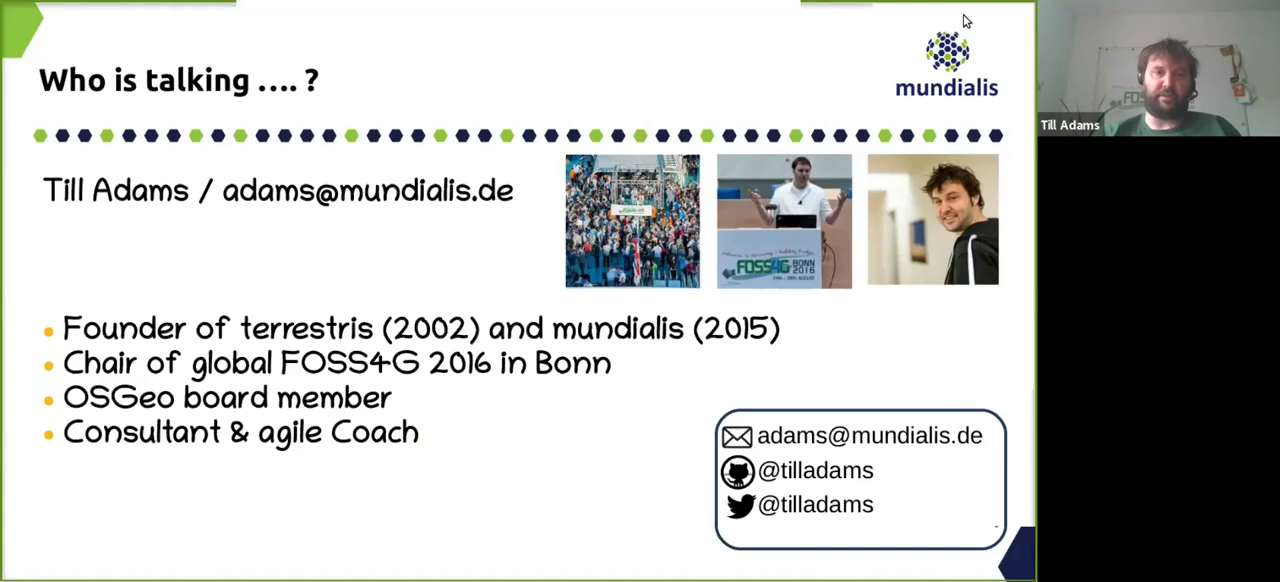 Who is talking .... ?
mundialis
Till Adams / adams@mundialis.de
FOSS4G BONN 2016
Founder of terrestris (2002) and mundialis (2015)
Chair of global FOSS4G 2016 in Bonn
OSGeo board member
Consultant & agile Coach
adams@mundialis.de
@tilladams
@tilladams
Till Adams